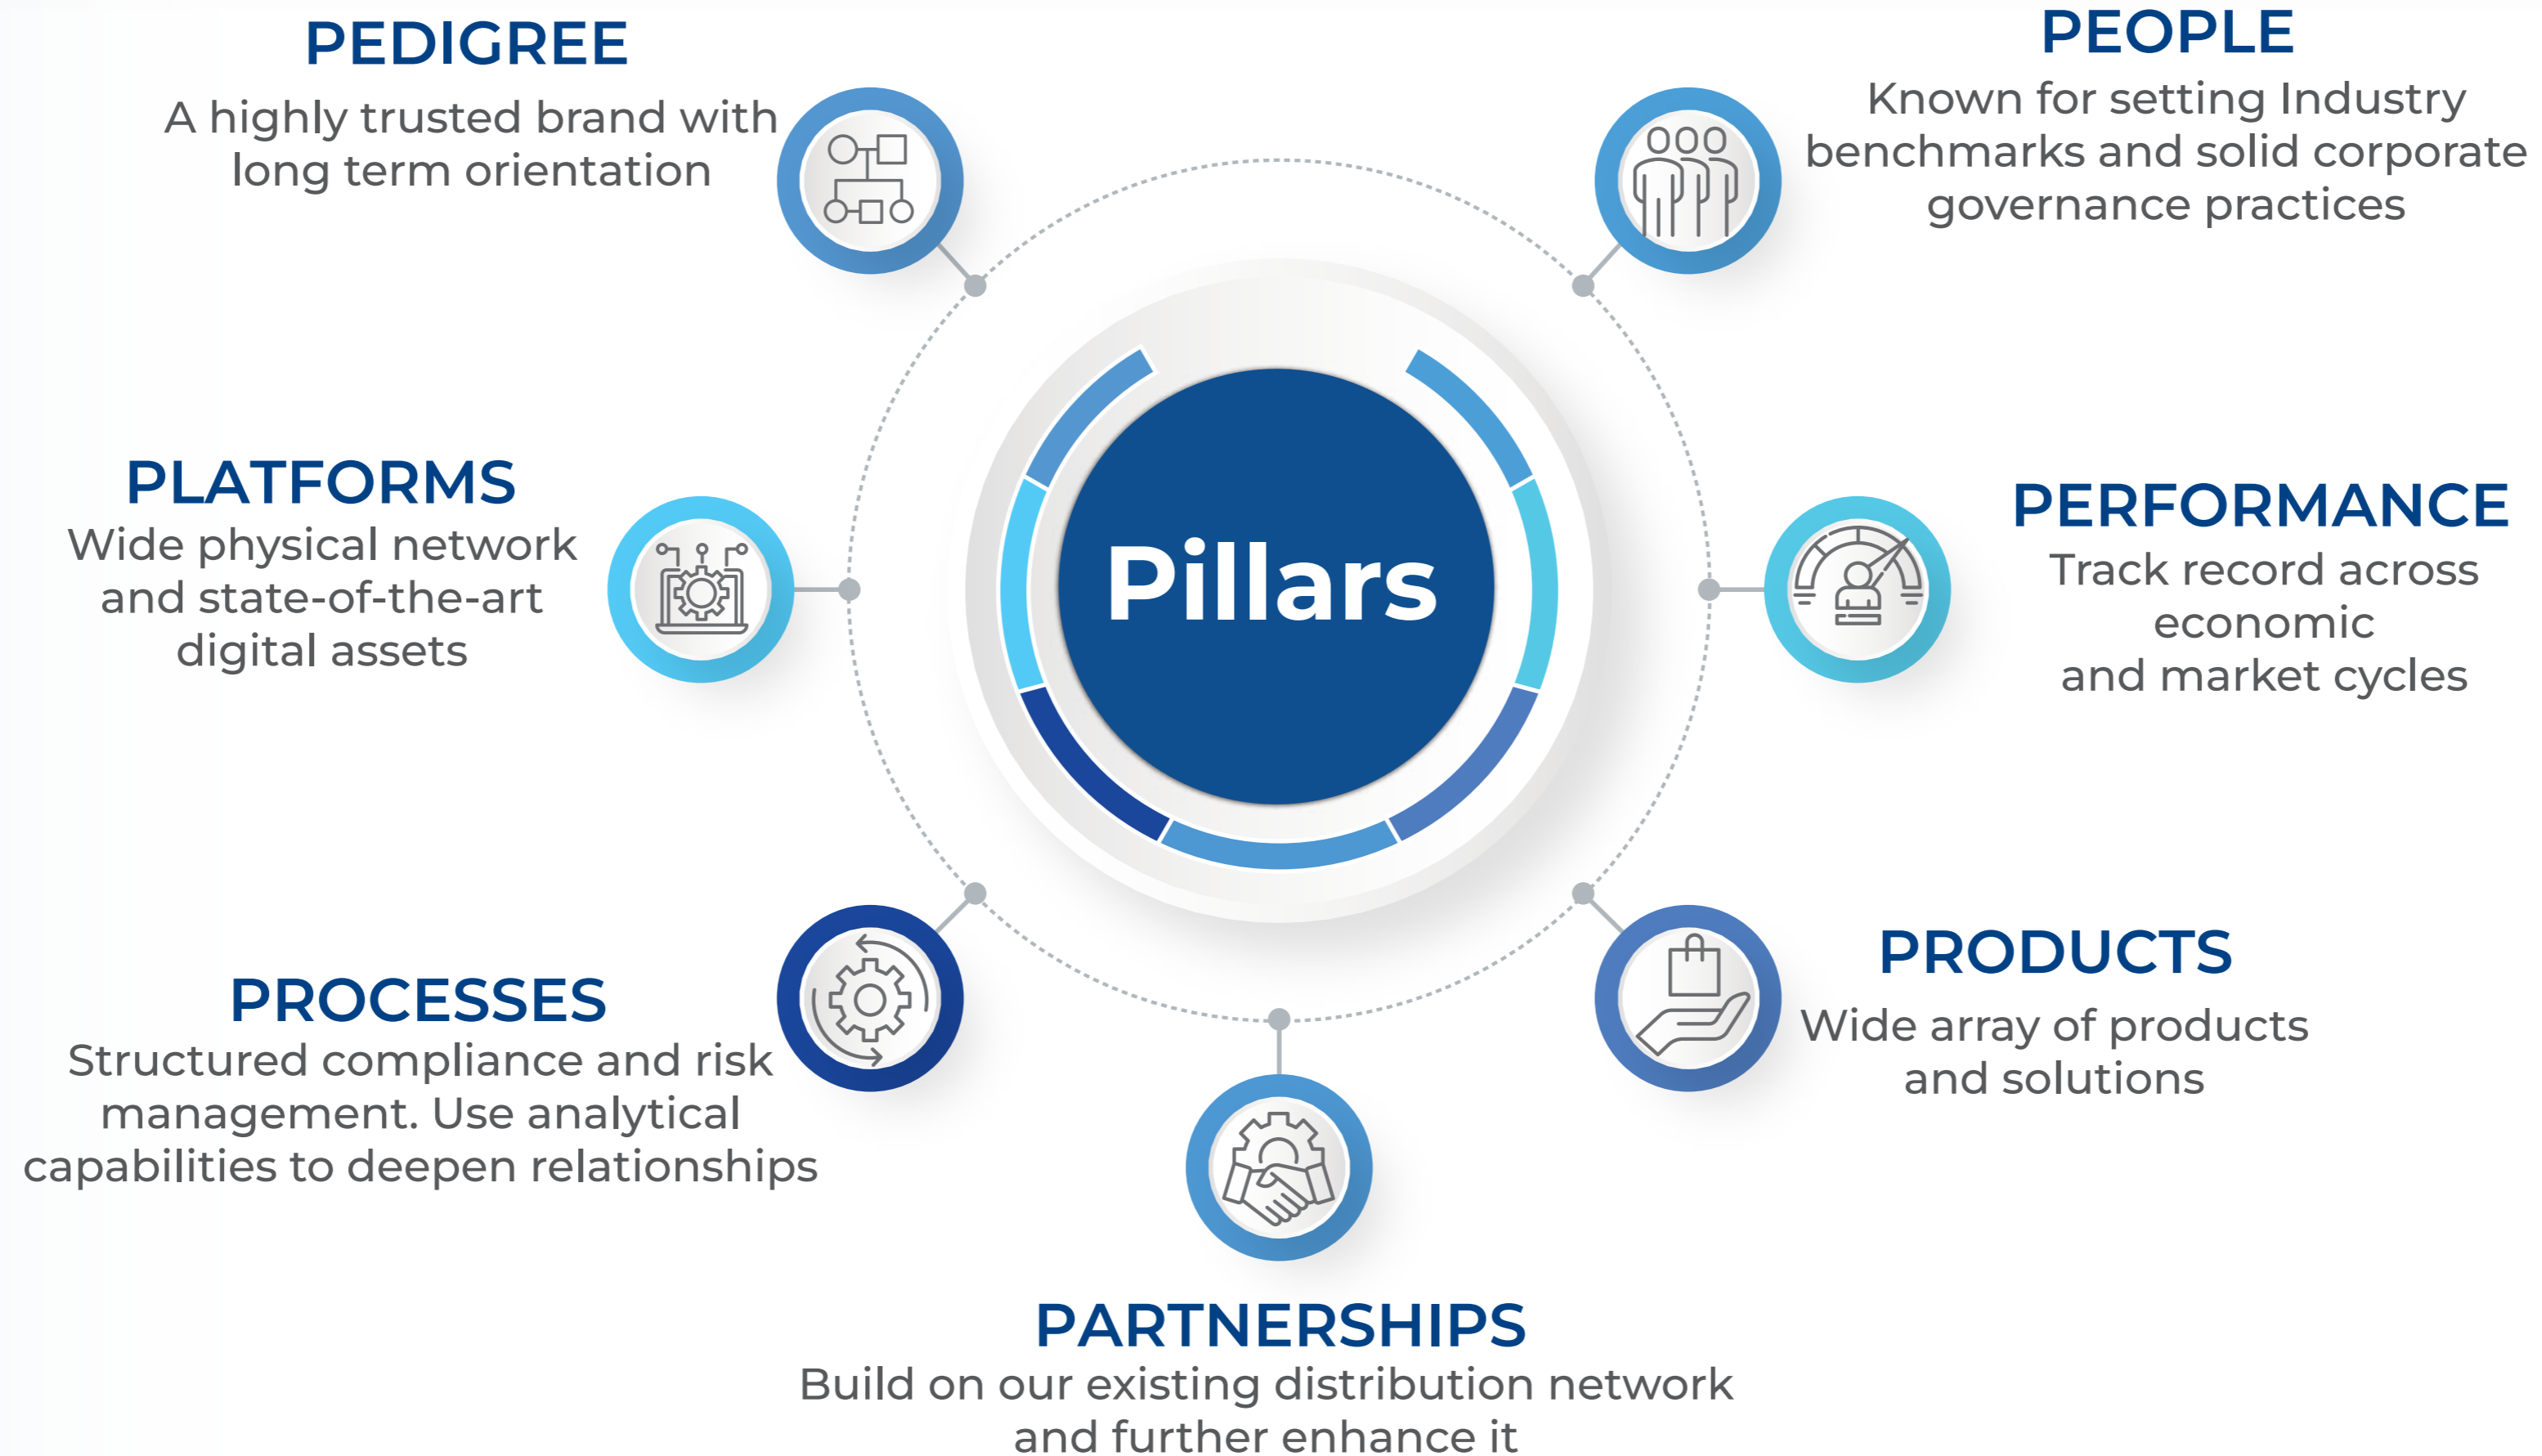 PEDIGREE
A highly trusted brand with
long term orientation
PEOPLE
Known for setting Industry
benchmarks and solid corporate
governance practices
PLATFORMS
Wide physical network
and state-of-the-art
digital assets
Pillars
PERFORMANCE
Track record across
economic
and market cycles
PROCESSES
Structured compliance and risk
management. Use analytical
capabilities to deepen relationships
PRODUCTS
Wide array of products
and solutions
PARTNERSHIPS
Build on our existing distribution network
and further enhance it